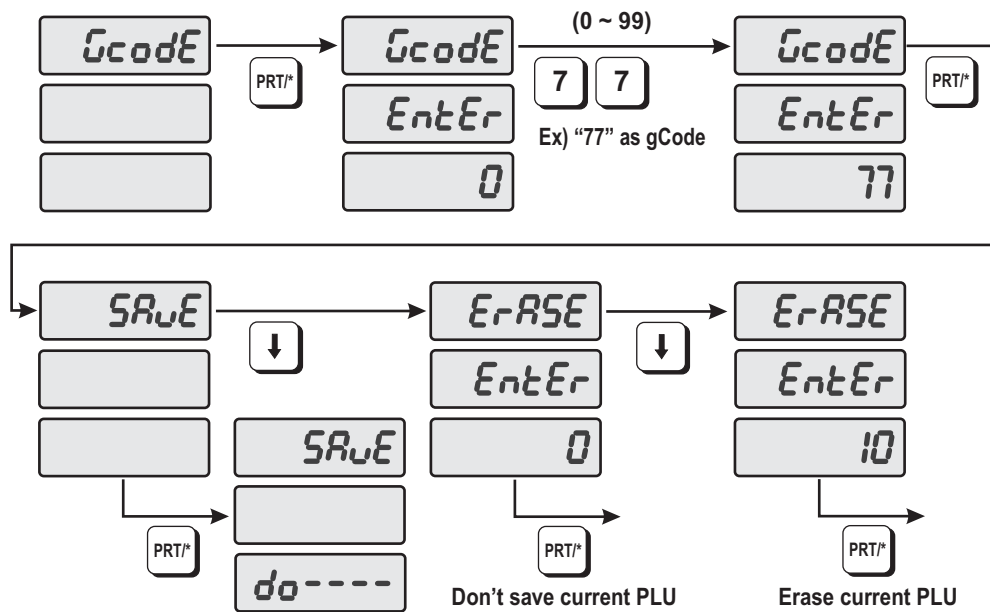 GcodE
PRT/*
GcodE
EntEr
0
(0 ~ 99)
7 7
Ex) “77” as gCode
GcodE
EntEr
77
PRT/*
SAvE
↓
ErASE
EntEr
0
↓
ErASE
EntEr
10
PRT/*
SAvE
do----
PRT/*
Don’t save current PLU
PRT/*
Erase current PLU